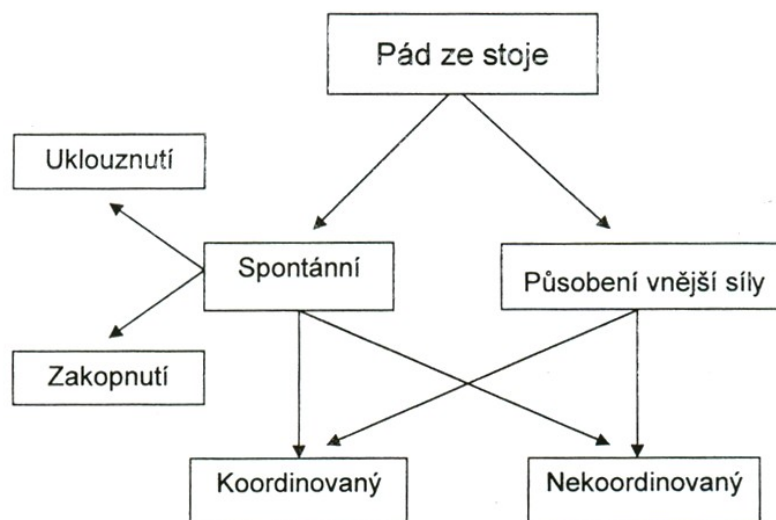 Pád ze stoje
Uklouznutí
Spontánní
Působení vnější síly
Zakopnutí
Koordinovaný
Nekoordinovaný